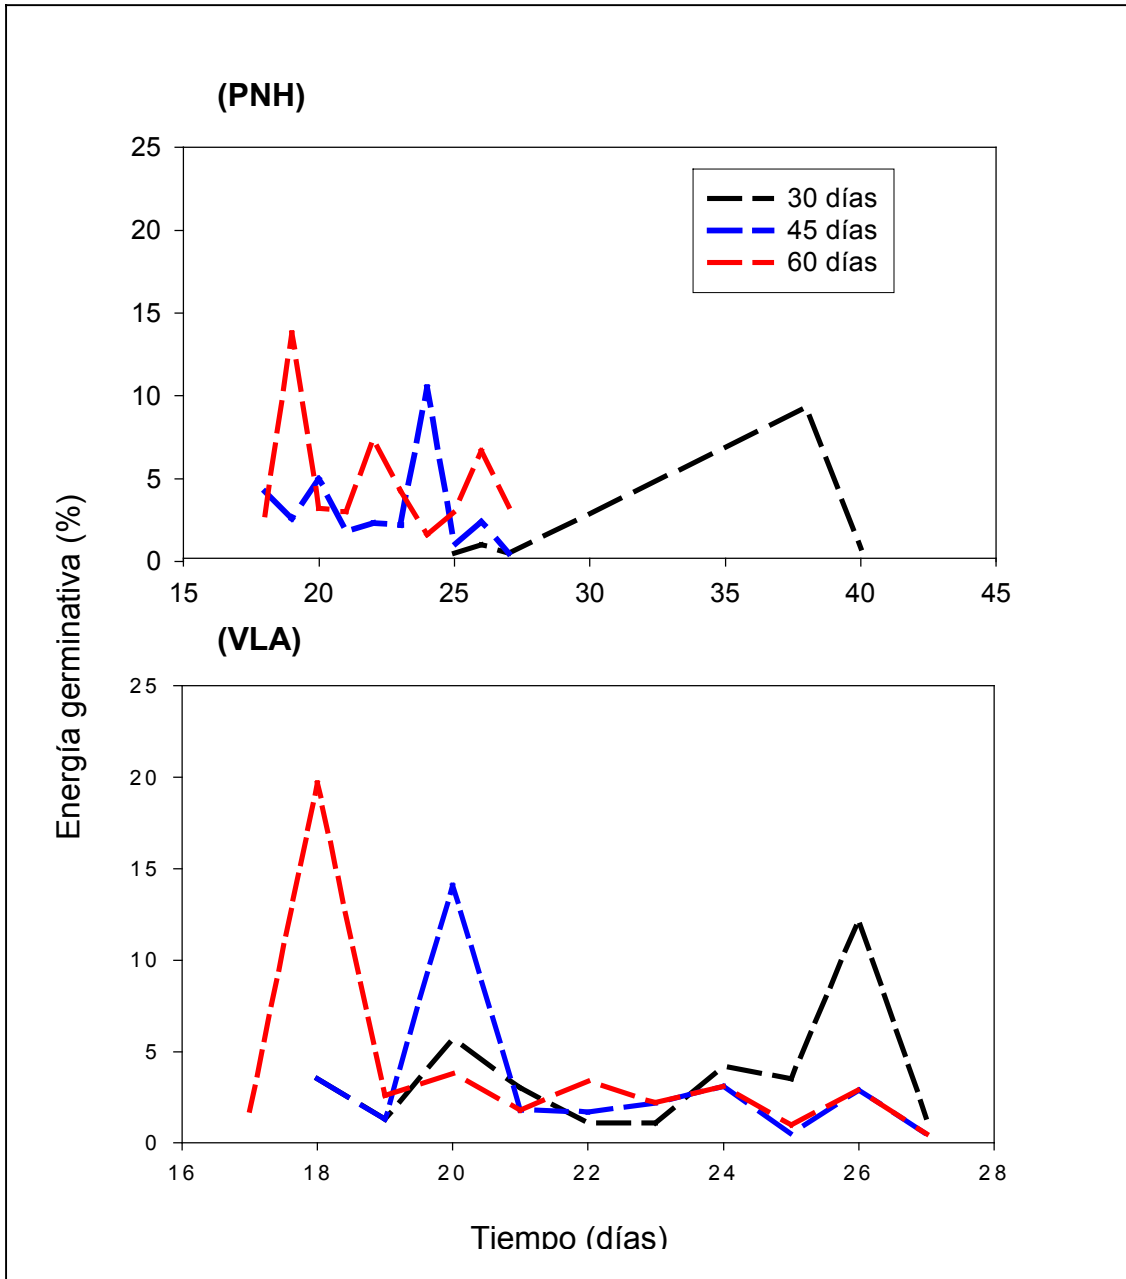 (PNH)
25
20
15
10
5
0
15 20 25 30 35 40 45
30 días
45 días
60 días
Energía germinativa (%)
(VLA)
25
20
15
10
5
0
16 18 20 22 24 26 28
Tiempo (días)